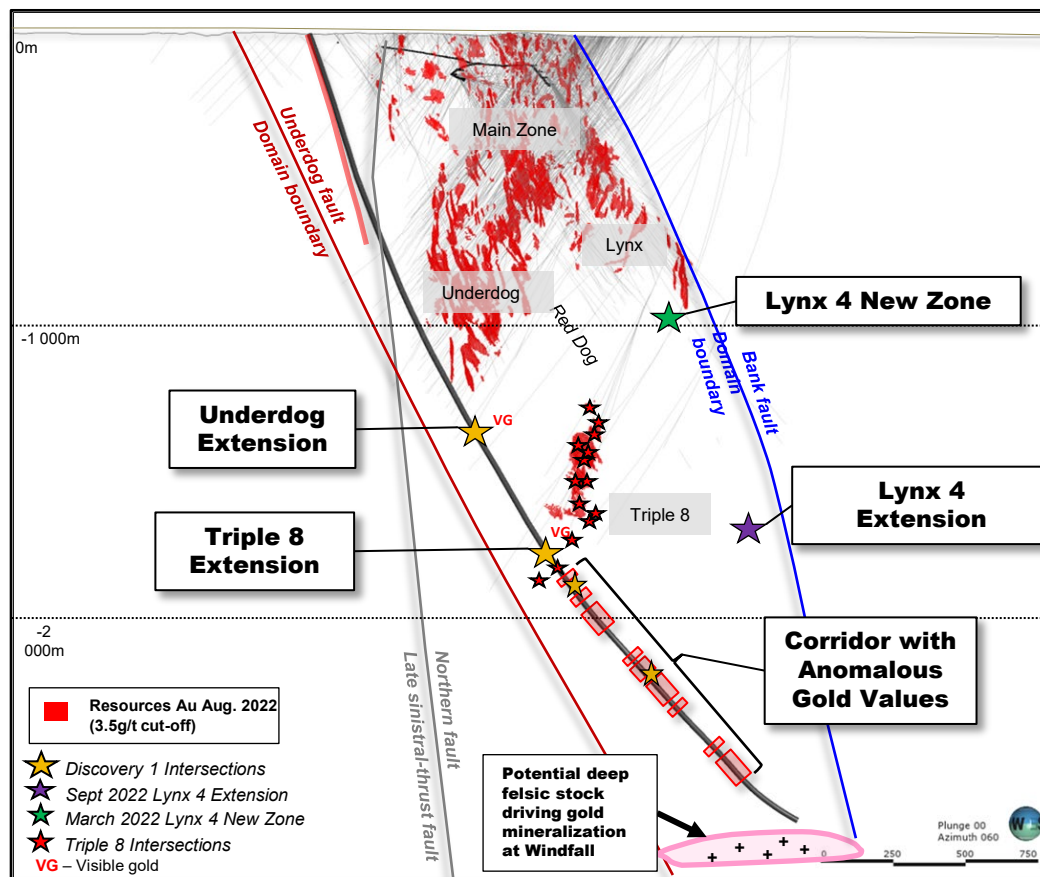 0m
Main Zone
Underdog fault
Domain boundary
Lynx
Underdog
Red Dog
Lynx 4 New Zone
-1 000m
Bank fault
Domain
boundary
Underdog
Extension
VG
Lynx 4
Extension
Triple 8
VG
Triple 8
Extension
-2
000m
Corridor with
Anomalous
Gold Values
Northern fault
Late sinistral-thrust fault
Resources Au Aug. 2022
(3.5g/t cut-off)
Discovery 1 Intersections
Sept 2022 Lynx 4 Extension
March 2022 Lynx 4 New Zone
Triple 8 Intersections
VG – Visible gold
Potential deep
felsic stock
driving gold
mineralization
at Windfall
Plunge 00
Azimuth 060
0 250 500 750